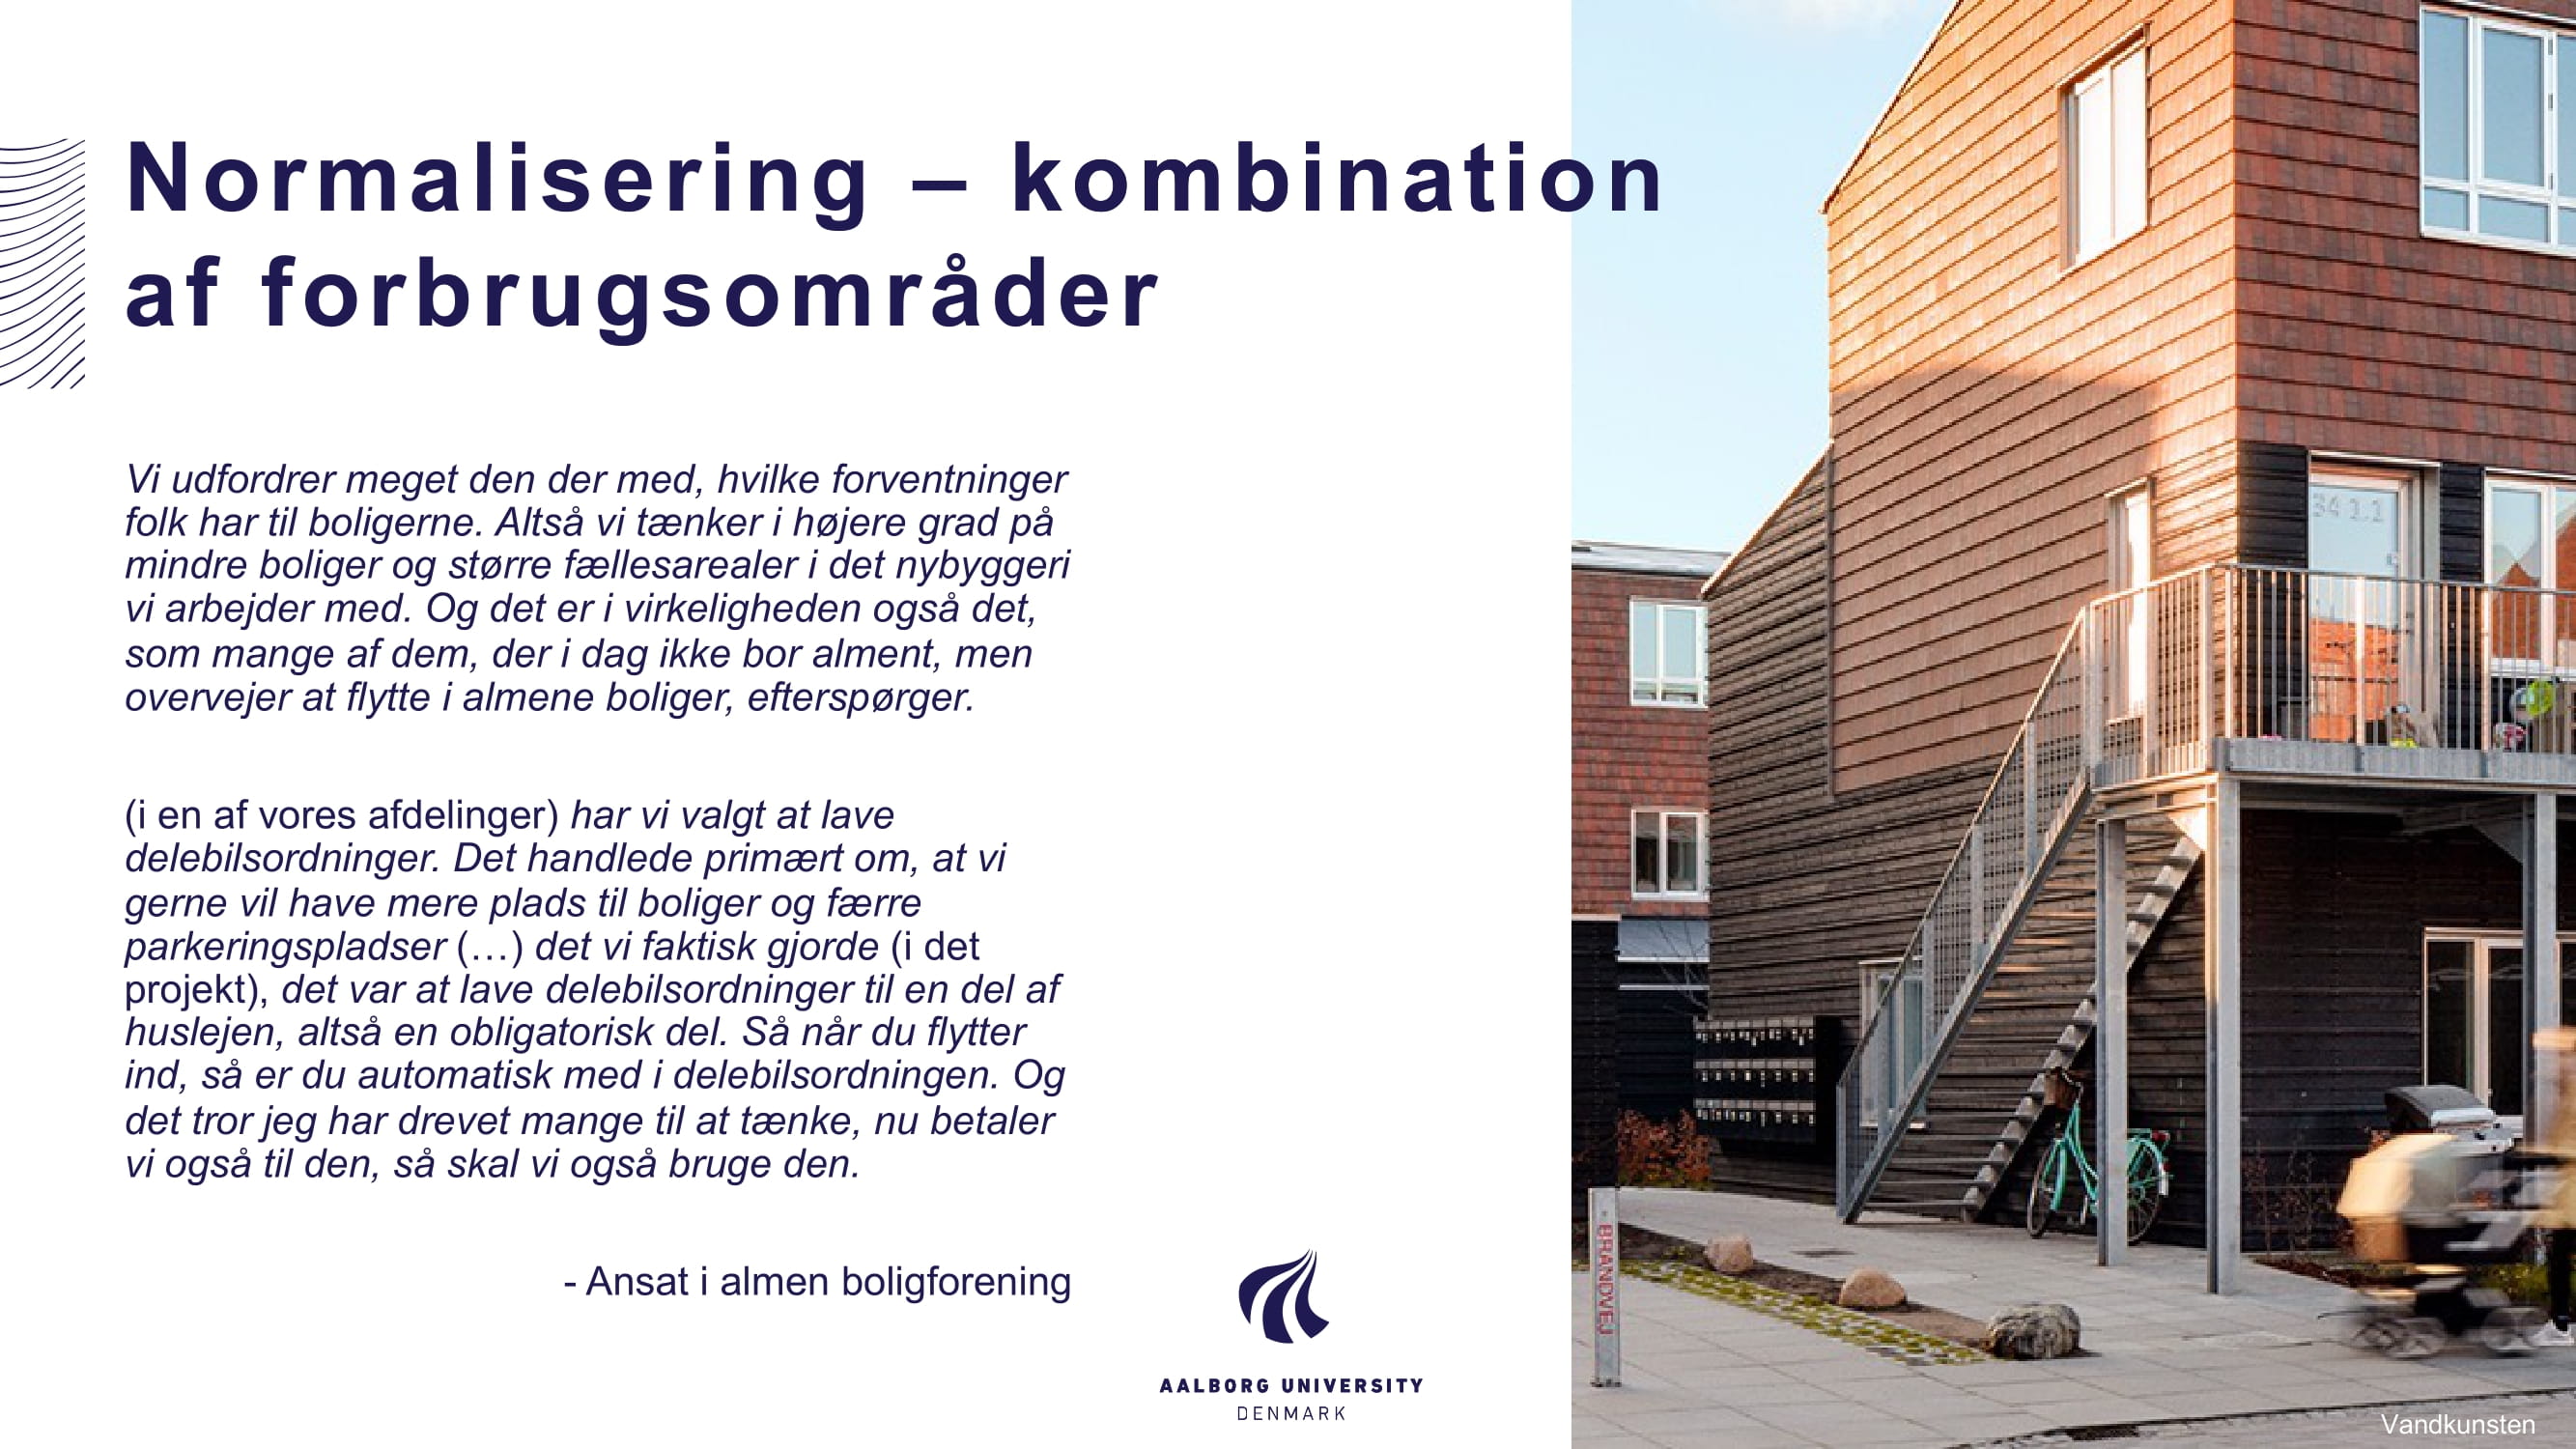 Normalisering – kombination
af forbrugsområder
Vi udfordrer meget den der med, hvilke forventninger
folk har til boligerne. Altså vi tænker i højere grad på
mindre boliger og større fællesarealer i det nybyggeri
vi arbejder med. Og det er i virkeligheden også det,
som mange af dem, der i dag ikke bor alment, men
overvejer at flytte i almene boliger, efterspørger.
(i en af vores afdelinger) har vi valgt at lave
delebilsordninger. Det handlede primært om, at vi
gerne vil have mere plads til boliger og færre
parkeringspladser (…) det vi faktisk gjorde (i det
projekt), det var at lave delebilsordninger til en del af
huslejen, altså en obligatorisk del. Så når du flytter
ind, så er du automatisk med i delebilsordningen. Og
det tror jeg har drevet mange til at tænke, nu betaler
vi også til den, så skal vi også bruge den.
- Ansat i almen boligforening
AALBORG UNIVERSITY
DENMARK
34 1.1
BRANDVEJ
Vandkunsten